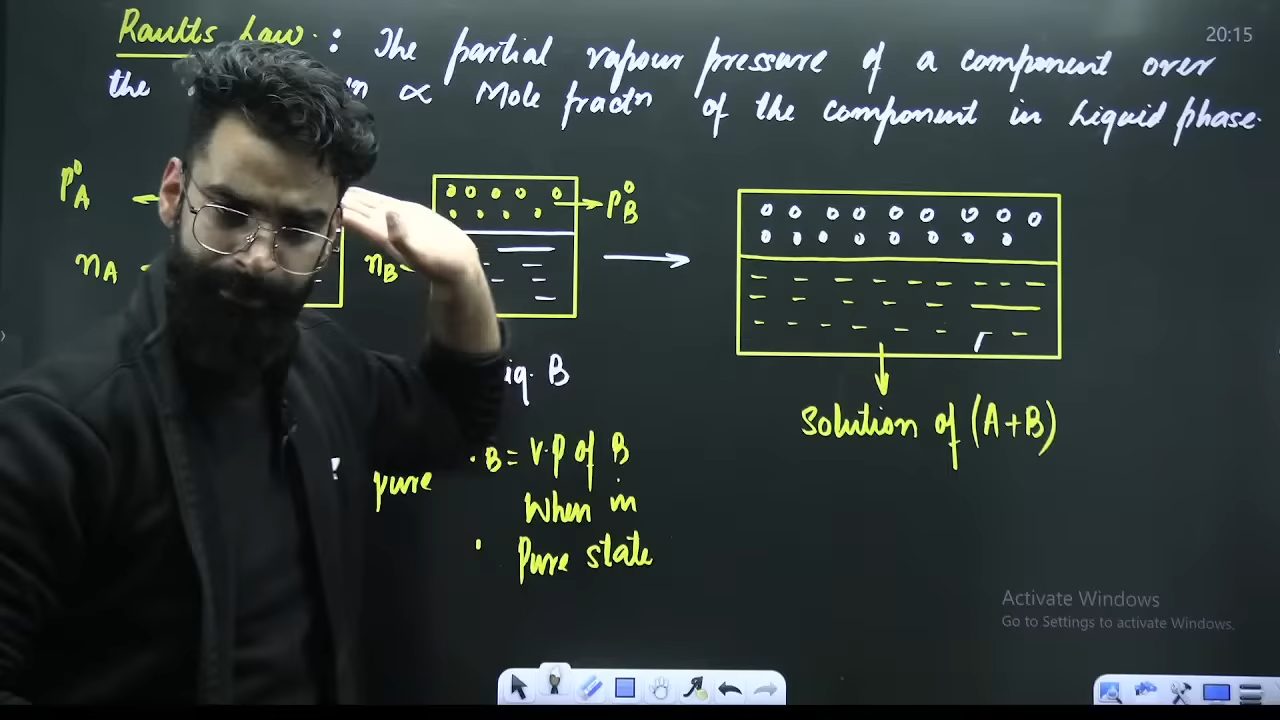 Raults Law : The partial vapour pressure of a component over
the n ∝ Mole fractn of the component in liquid phase.
20:15
P°A
P°B
nA
nB
iq. B
Solution of (A+B)
pure
B = V.P of B
When in
Pure state
Activate Windows
Go to Settings to activate Windows.